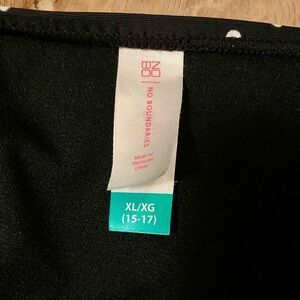 NO
BO
NO BOUNDARIES
XL/XG
(15-17)